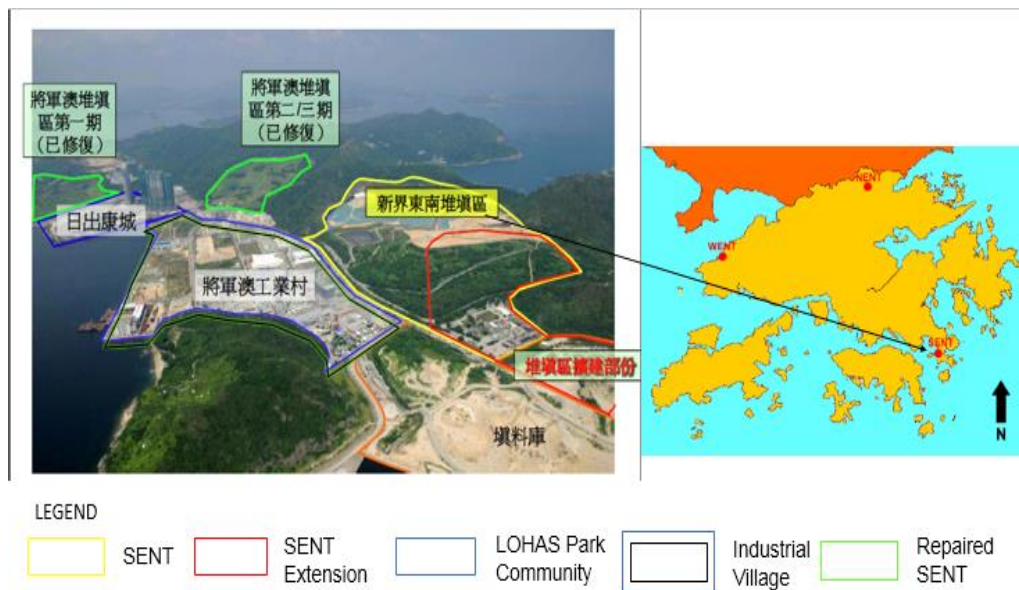 將軍澳堆填
區第一期
(已修復)
將軍澳堆填
區第二/三期
(已修復)
日出康城
新界東南堆填區
將軍澳工業村
堆填區擴建部份
填料庫
NENT
WENT
SENT
N
LEGEND
SENT
SENT
Extension
LOHAS Park
Community
Industrial
Village
Repaired
SENT